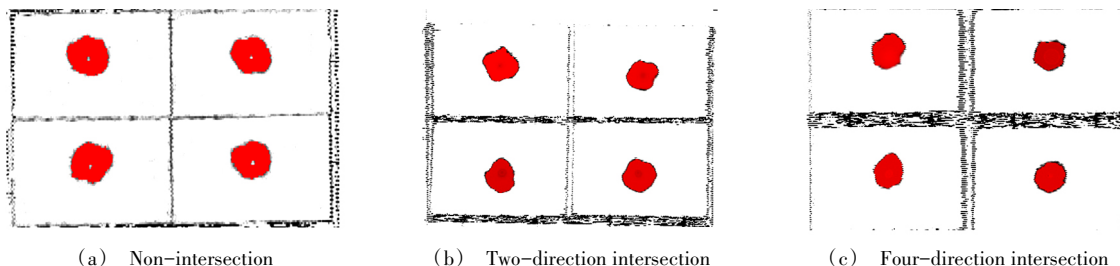 (a) Non-intersection
(b) Two-direction intersection
(c) Four-direction intersection